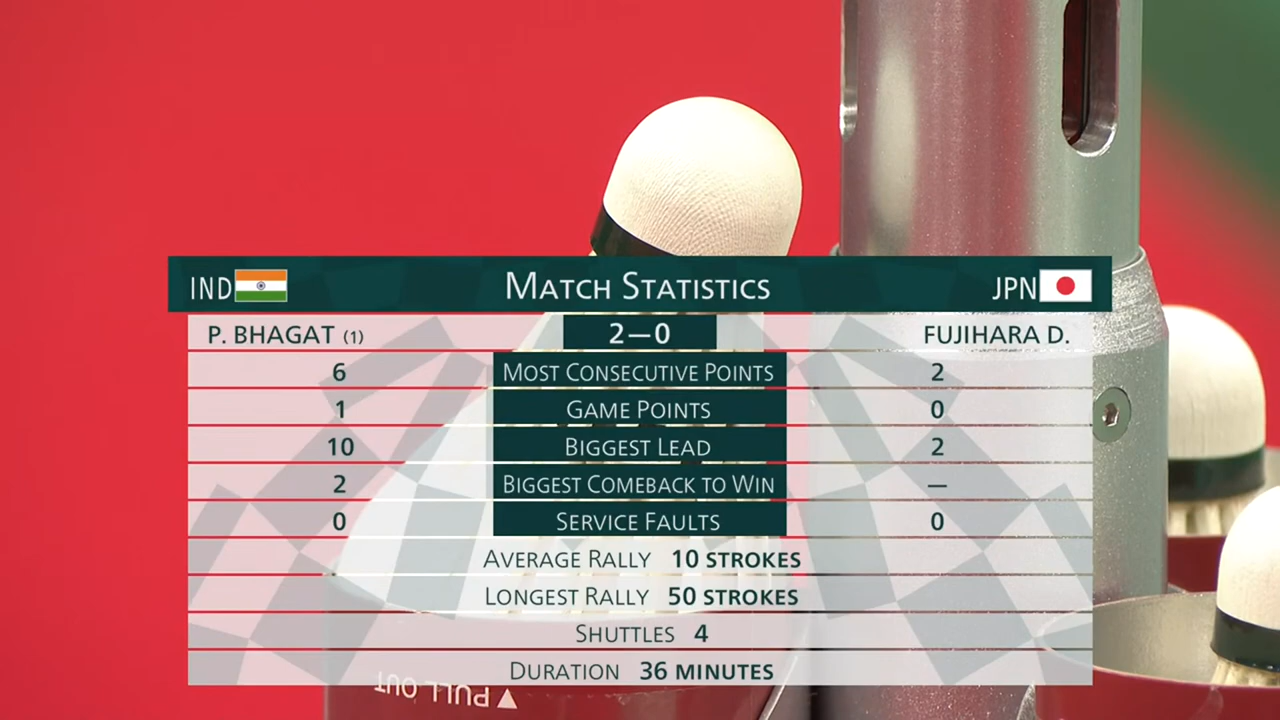 IND MATCH STATISTICS JPN
P. BHAGAT (1) 2—0 FUJIHARA D.
6 MOST CONSECUTIVE POINTS 2
1 GAME POINTS 0
10 BIGGEST LEAD 2
2 BIGGEST COMEBACK TO WIN —
0 SERVICE FAULTS 0
AVERAGE RALLY 10 STROKES
LONGEST RALLY 50 STROKES
SHUTTLES 4
DURATION 36 MINUTES
▲ PULL OUT